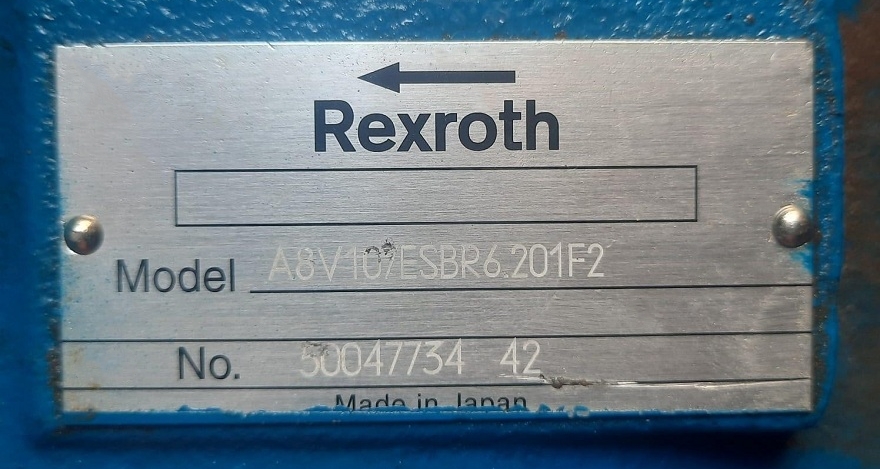 Rexroth
Model A8V107ESBR6.201F2
No. 50047734 42
Made in Japan